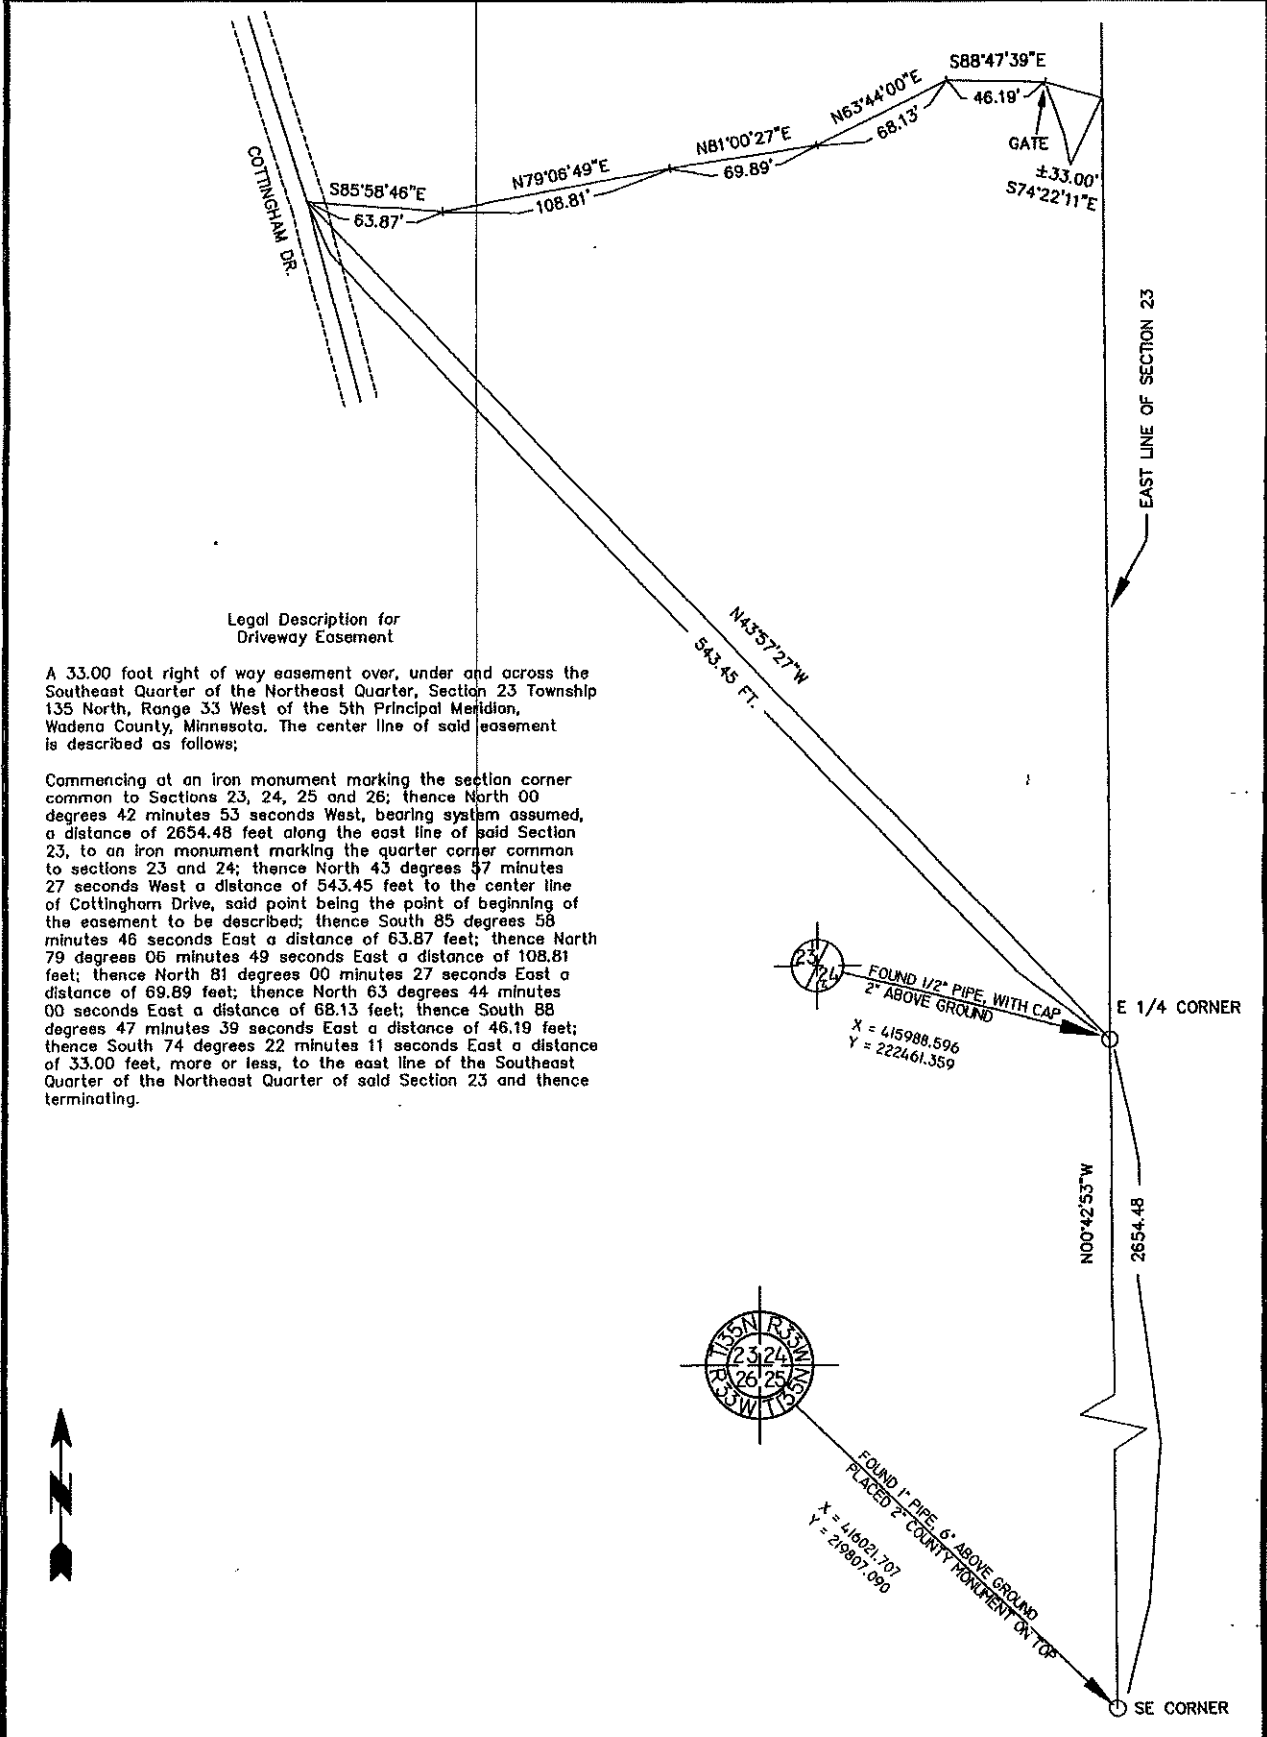 S88°47'39"E
46.19'
N63°44'00"E
68.13'
GATE
±33.00'
S74°22'11"E
N81°00'27"E
69.89'
N79°06'49"E
108.81'
S85°58'46"E
63.87'
COTTINGHAM DR.
EAST LINE OF SECTION 23
N43°57'27"W
543.45 FT.
Legal Description for
Driveway Easement
A 33.00 foot right of way easement over, under and across the
Southeast Quarter of the Northeast Quarter, Section 23 Township
135 North, Range 33 West of the 5th Principal Meridian,
Wadena County, Minnesota. The center line of said easement
is described as follows;
Commencing at an iron monument marking the section corner
common to Sections 23, 24, 25 and 26; thence North 00
degrees 42 minutes 53 seconds West, bearing system assumed,
a distance of 2654.48 feet along the east line of said Section
23, to an iron monument marking the quarter corner common
to sections 23 and 24; thence North 43 degrees 57 minutes
27 seconds West a distance of 543.45 feet to the center line
of Cottingham Drive, said point being the point of beginning of
the easement to be described; thence South 85 degrees 58
minutes 46 seconds East a distance of 63.87 feet; thence North
79 degrees 06 minutes 49 seconds East a distance of 108.81
feet; thence North 81 degrees 00 minutes 27 seconds East a
distance of 69.89 feet; thence North 63 degrees 44 minutes
00 seconds East a distance of 68.13 feet; thence South 88
degrees 47 minutes 39 seconds East a distance of 46.19 feet;
thence South 74 degrees 22 minutes 11 seconds East a distance
of 33.00 feet, more or less, to the east line of the Southeast
Quarter of the Northeast Quarter of said Section 23 and thence
terminating.
23
24
FOUND 1/2" PIPE, WITH CAP
2" ABOVE GROUND
X = 415988.596
Y = 222461.359
E 1/4 CORNER
N00°42'53"W
2654.48
T135N R33W
23 24
26 25
R33W T135N
FOUND 1" PIPE, 6" ABOVE GROUND
PLACED 2" COUNTY MONUMENT ON TOP
X = 416021.707
Y = 219807.090
N
SE CORNER